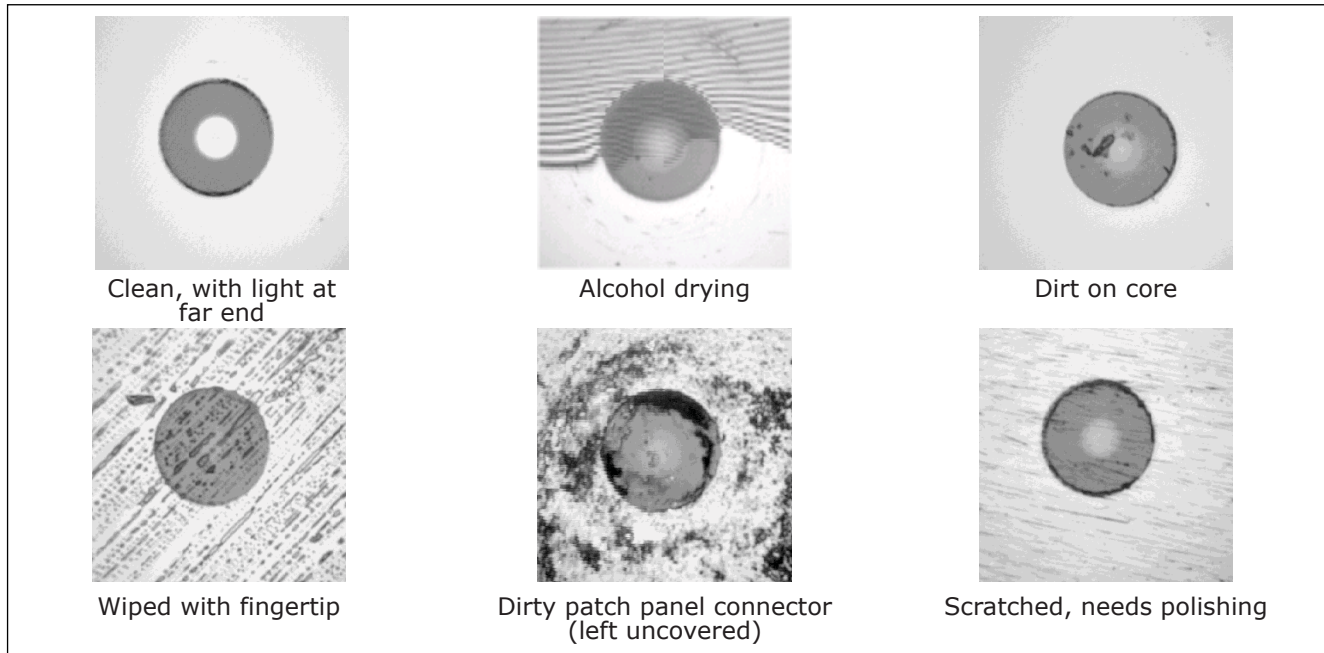 Clean, with light at
far end
Alcohol drying
Dirt on core
Wiped with fingertip
Dirty patch panel connector
(left uncovered)
Scratched, needs polishing